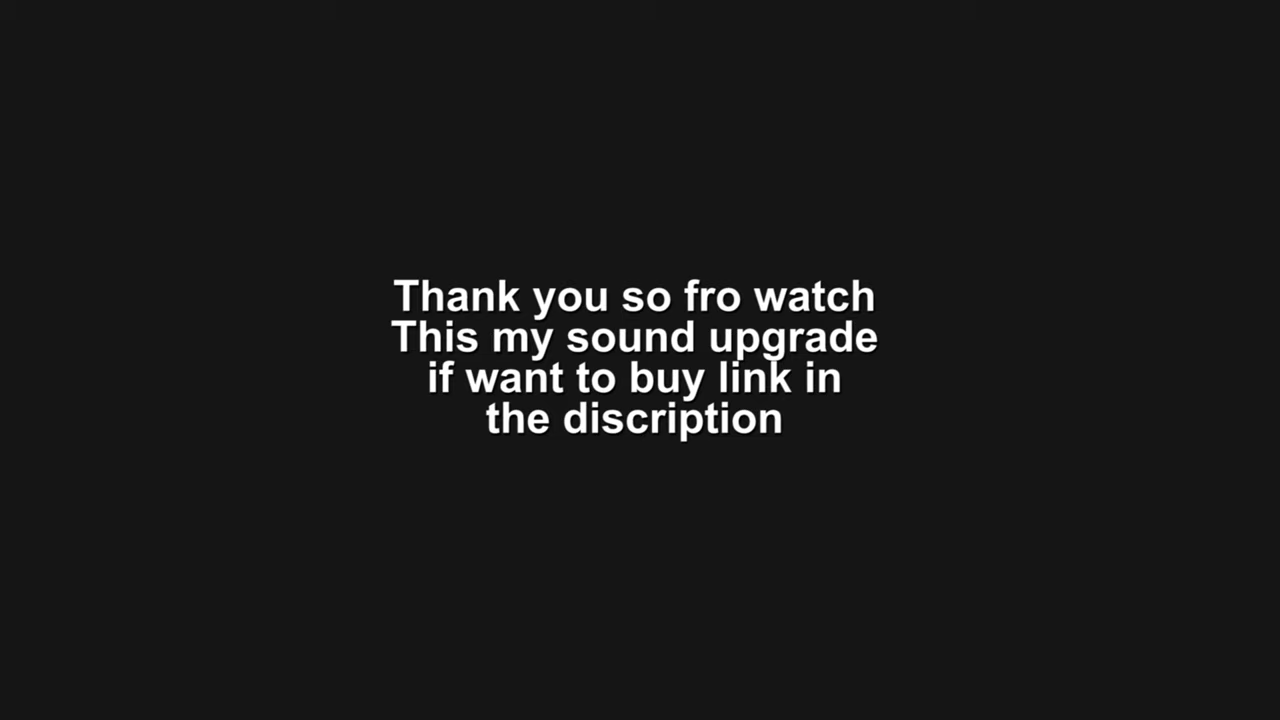 Thank you so fro watch
This my sound upgrade
if want to buy link in
the discription